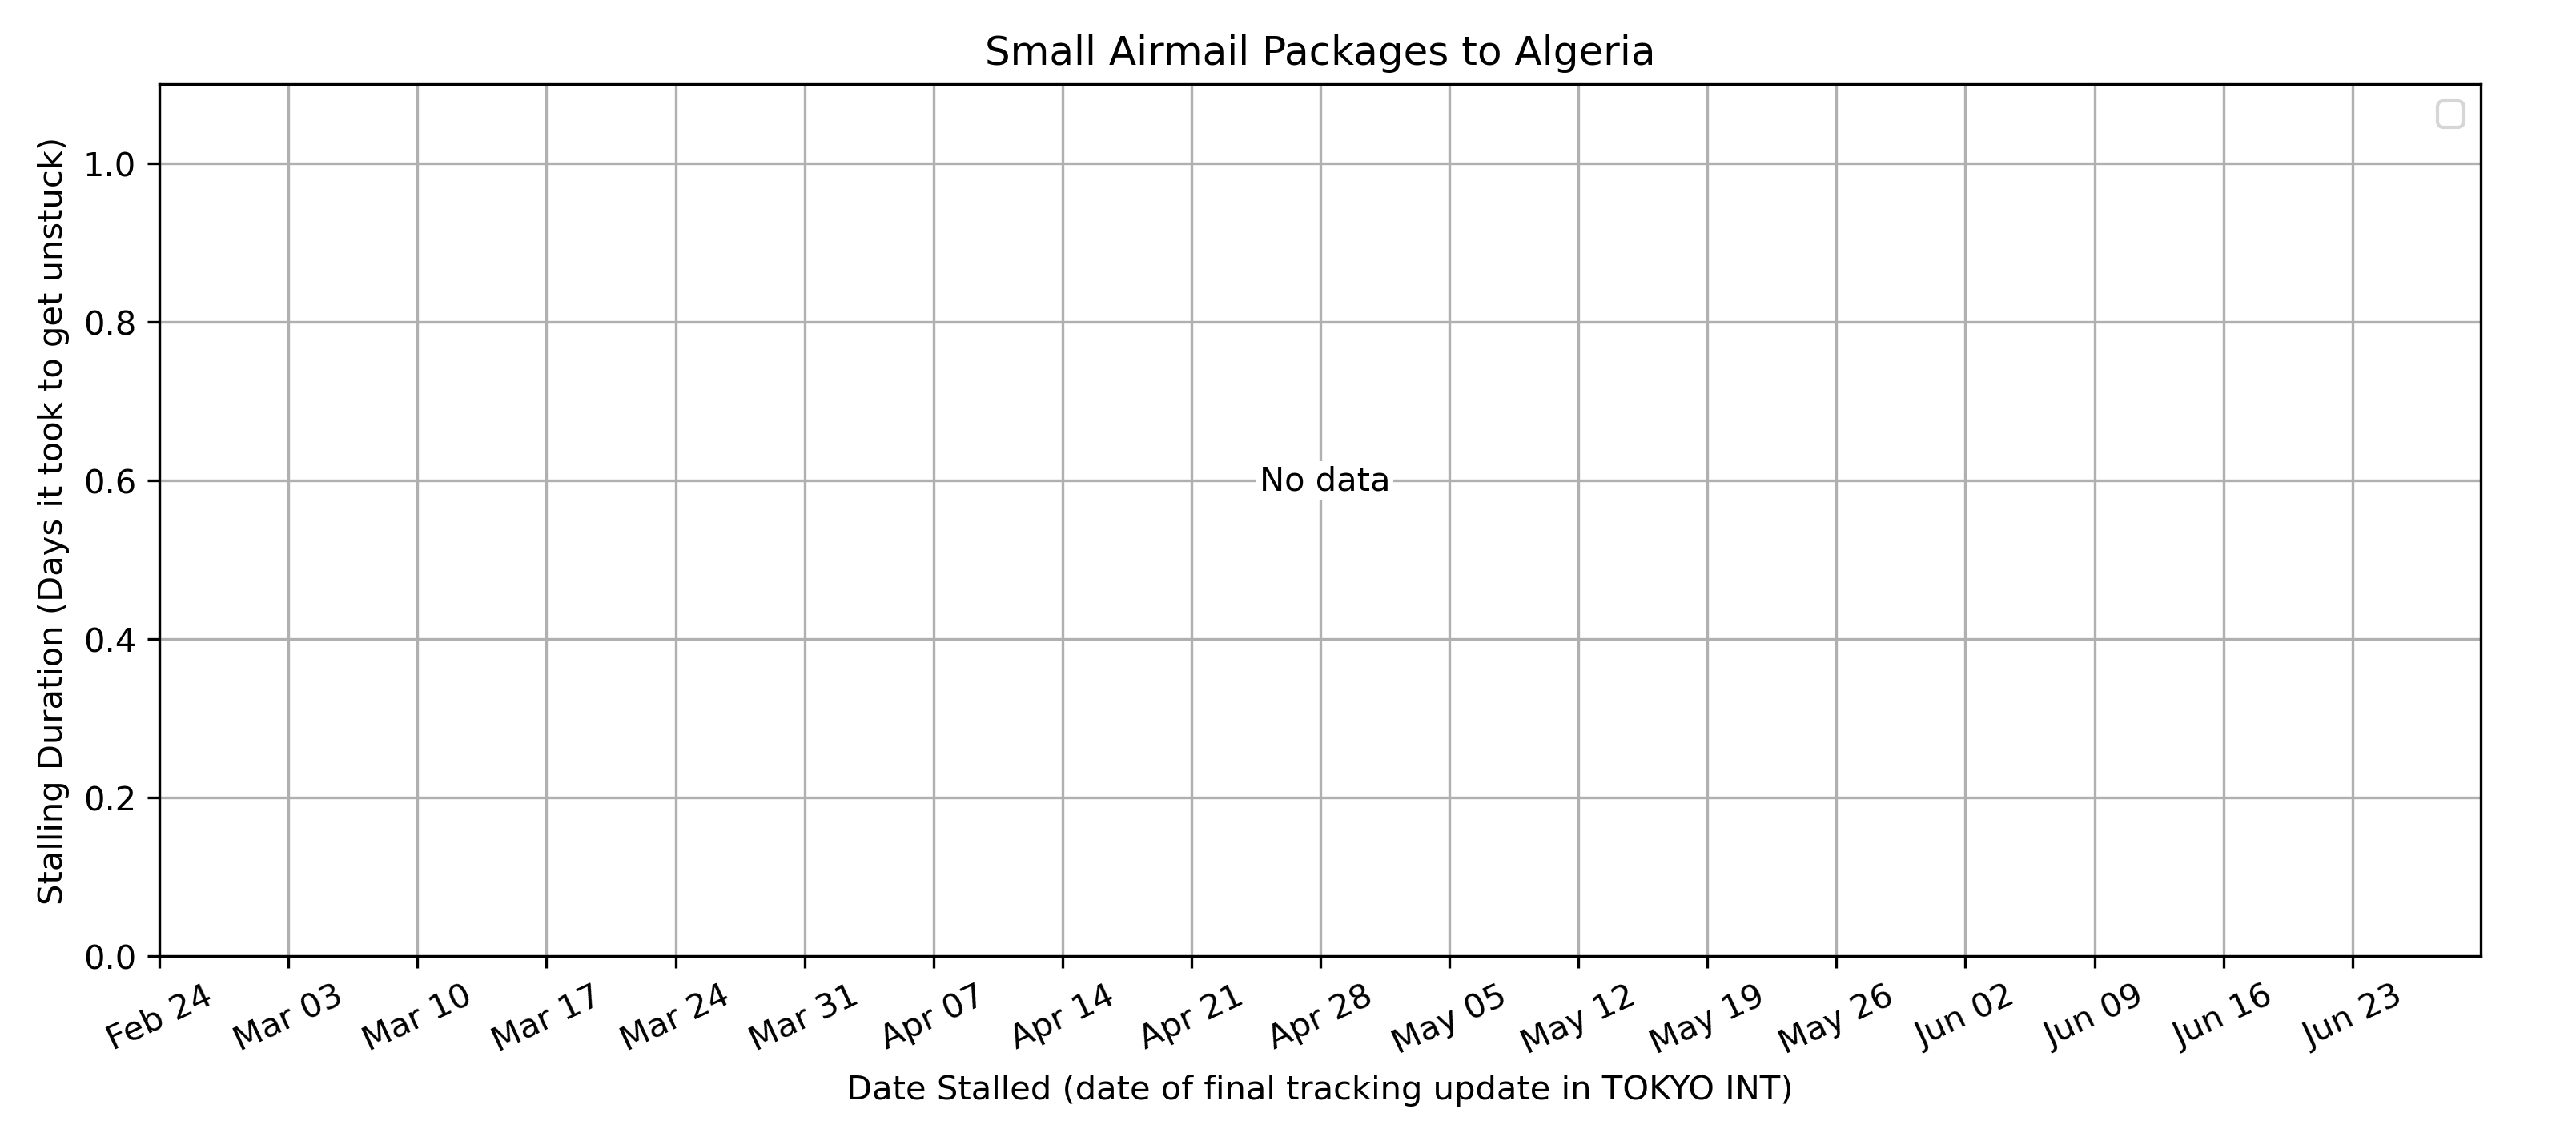 Small Airmail Packages to Algeria
Stalling Duration (Days it took to get unstuck)
1.0
0.8
0.6
0.4
0.2
0.0
No data
Feb 24 Mar 03 Mar 10 Mar 17 Mar 24 Mar 31 Apr 07 Apr 14 Apr 21 Apr 28 May 05 May 12 May 19 May 26 Jun 02 Jun 09 Jun 16 Jun 23
Date Stalled (date of final tracking update in TOKYO INT)